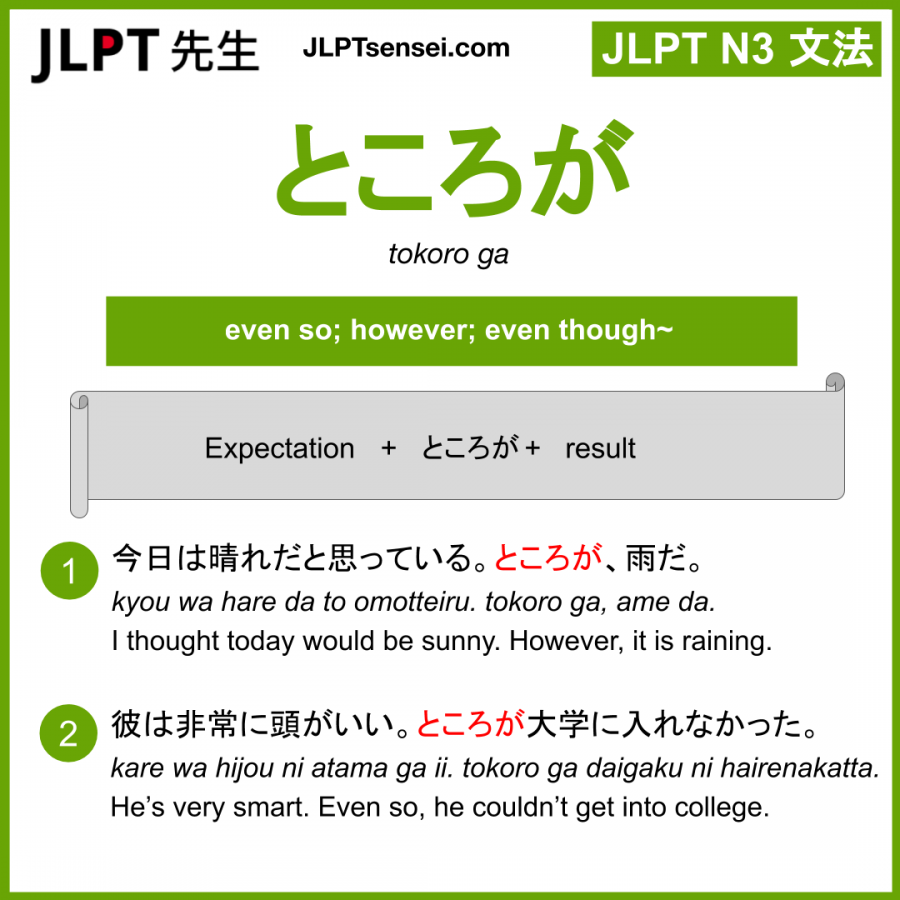 JLPT 先生
JLPTsensei.com
JLPT N3 文法
ところが
tokoro ga
even so; however; even though~
Expectation + ところが + result
1
今日は晴れだと思っている。ところが、雨だ。
kyou wa hare da to omotteiru. tokoro ga, ame da.
I thought today would be sunny. However, it is raining.
2
彼は非常に頭がいい。ところが大学に入れなかった。
kare wa hijou ni atama ga ii. tokoro ga daigaku ni hairenakatta.
He’s very smart. Even so, he couldn’t get into college.